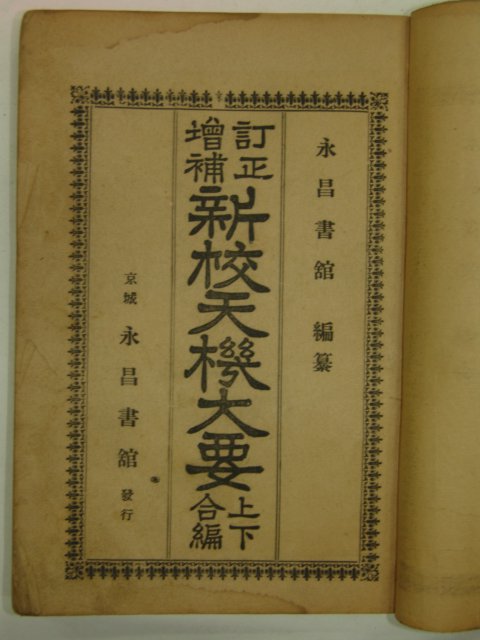 永昌書舘 編纂
訂正
增補
新校天機大要
上下
合編
京城 永昌書舘 發行